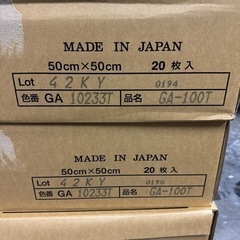 MADE IN JAPAN
50cm×50cm 20枚入
Lot 42KY 0194
色番 GA 10233T 品名 GA-100T
MADE IN JAPAN
50cm×50cm 20枚入
Lot 42KY 0190
色番 GA 10233T 品名 GA-100T